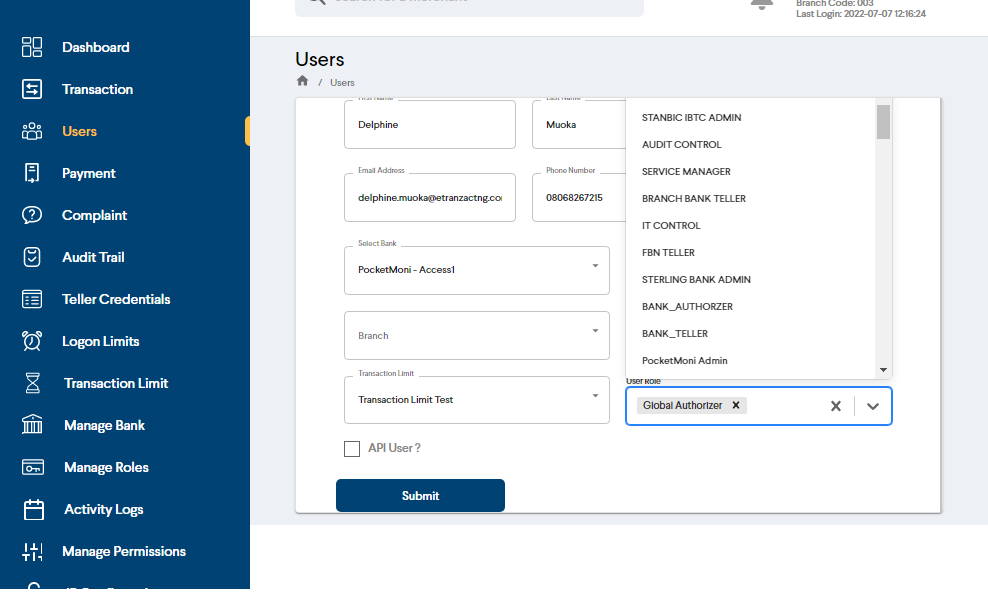 Search for a Merchant
Branch Code: 003
Last Login: 2022-07-07 12:16:24
Dashboard
Transaction
Users
Payment
Complaint
Audit Trail
Teller Credentials
Logon Limits
Transaction Limit
Manage Bank
Manage Roles
Activity Logs
Manage Permissions
Users
/ Users
First Name
Delphine
Last Name
Muoka
Email Address
delphine.muoka@etranzactng.co
Phone Number
08068267215
Select Bank
PocketMoni - Access1
Branch
Transaction Limit
Transaction Limit Test
STANBIC IBTC ADMIN
AUDIT CONTROL
SERVICE MANAGER
BRANCH BANK TELLER
IT CONTROL
FBN TELLER
STERLING BANK ADMIN
BANK_AUTHORZER
BANK_TELLER
PocketMoni Admin
User Role
Global Authorizer
API User ?
Submit